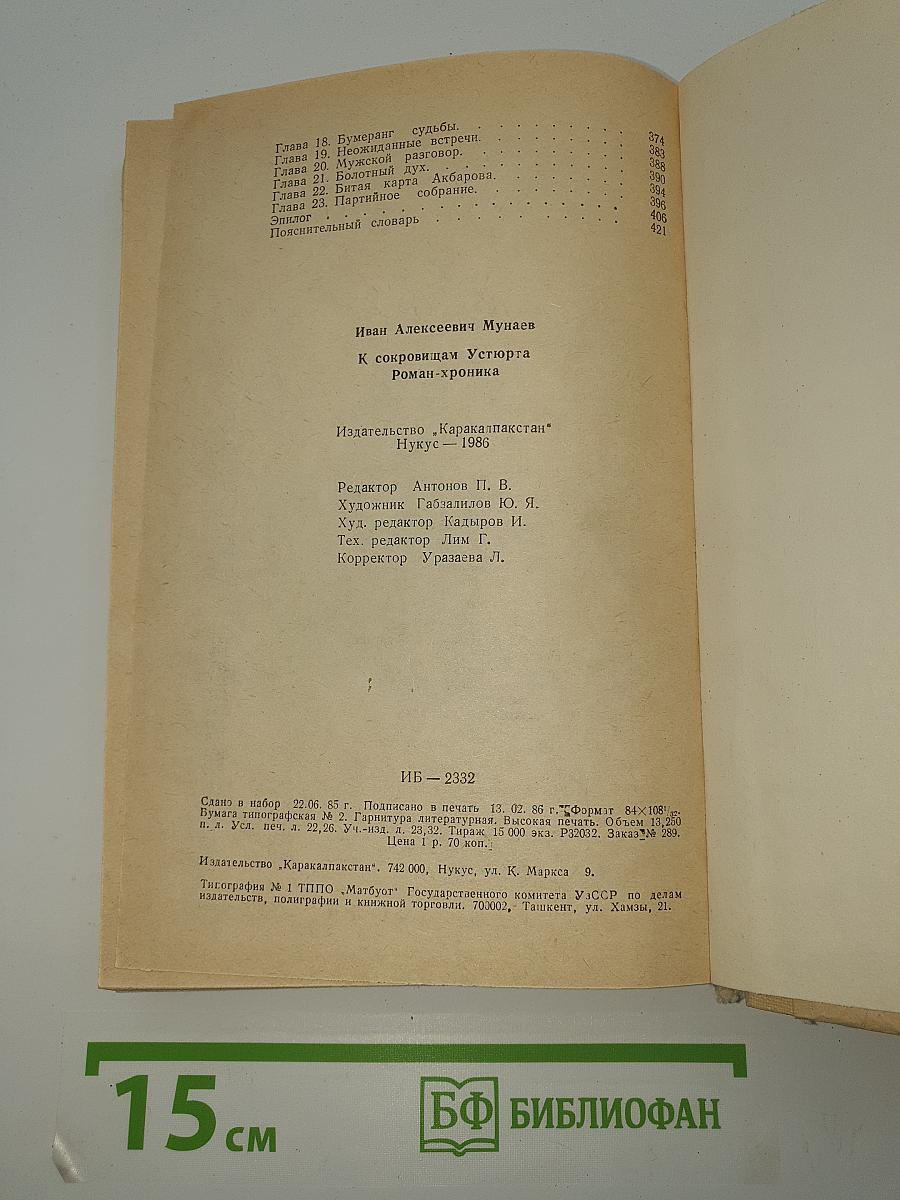 Глава 18. Бумеранг судьбы. . . . . . . . . 374
Глава 19. Неожиданные встречи. . . . . . . . 383
Глава 20. Мужской разговор. . . . . . . . 388
Глава 21. Болотный дух. . . . . . . . . 390
Глава 22. Битая карта Акбарова. . . . . . . 394
Глава 23. Партийное собрание. . . . . . . . 396
Эпилог . . . . . . . . . . . . . 406
Пояснительный словарь . . . . . . . . . 421
Иван Алексеевич Мунаев
К сокровищам Устюрта
Роман-хроника
Издательство „Каракалпакстан"
Нукус — 1986
Редактор Антонов П. В.
Художник Габзалилов Ю. Я.
Худ. редактор Кадыров И.
Тех. редактор Лим Г.
Корректор Уразаева Л.
ИБ — 2332
Сдано в набор 22.06. 85 г. Подписано в печать 13. 02. 86 г. Формат 84×108 1/32.
Бумага типографская № 2. Гарнитура литературная. Высокая печать. Объем 13,250
п. л. Усл. печ. л. 22,26. Уч.-изд. л. 23,32. Тираж 15 000 экз. Р32032. Заказ № 289.
Цена 1 р. 70 коп.
Издательство „Каракалпакстан". 742 000, Нукус, ул. К. Маркса 9.
Типография № 1 ТППО „Матбуот" Государственного комитета УзССР по делам
издательств, полиграфии и книжной торговли. 700002, Ташкент, ул. Хамзы, 21.
15 см
БФ БИБЛИОФАН